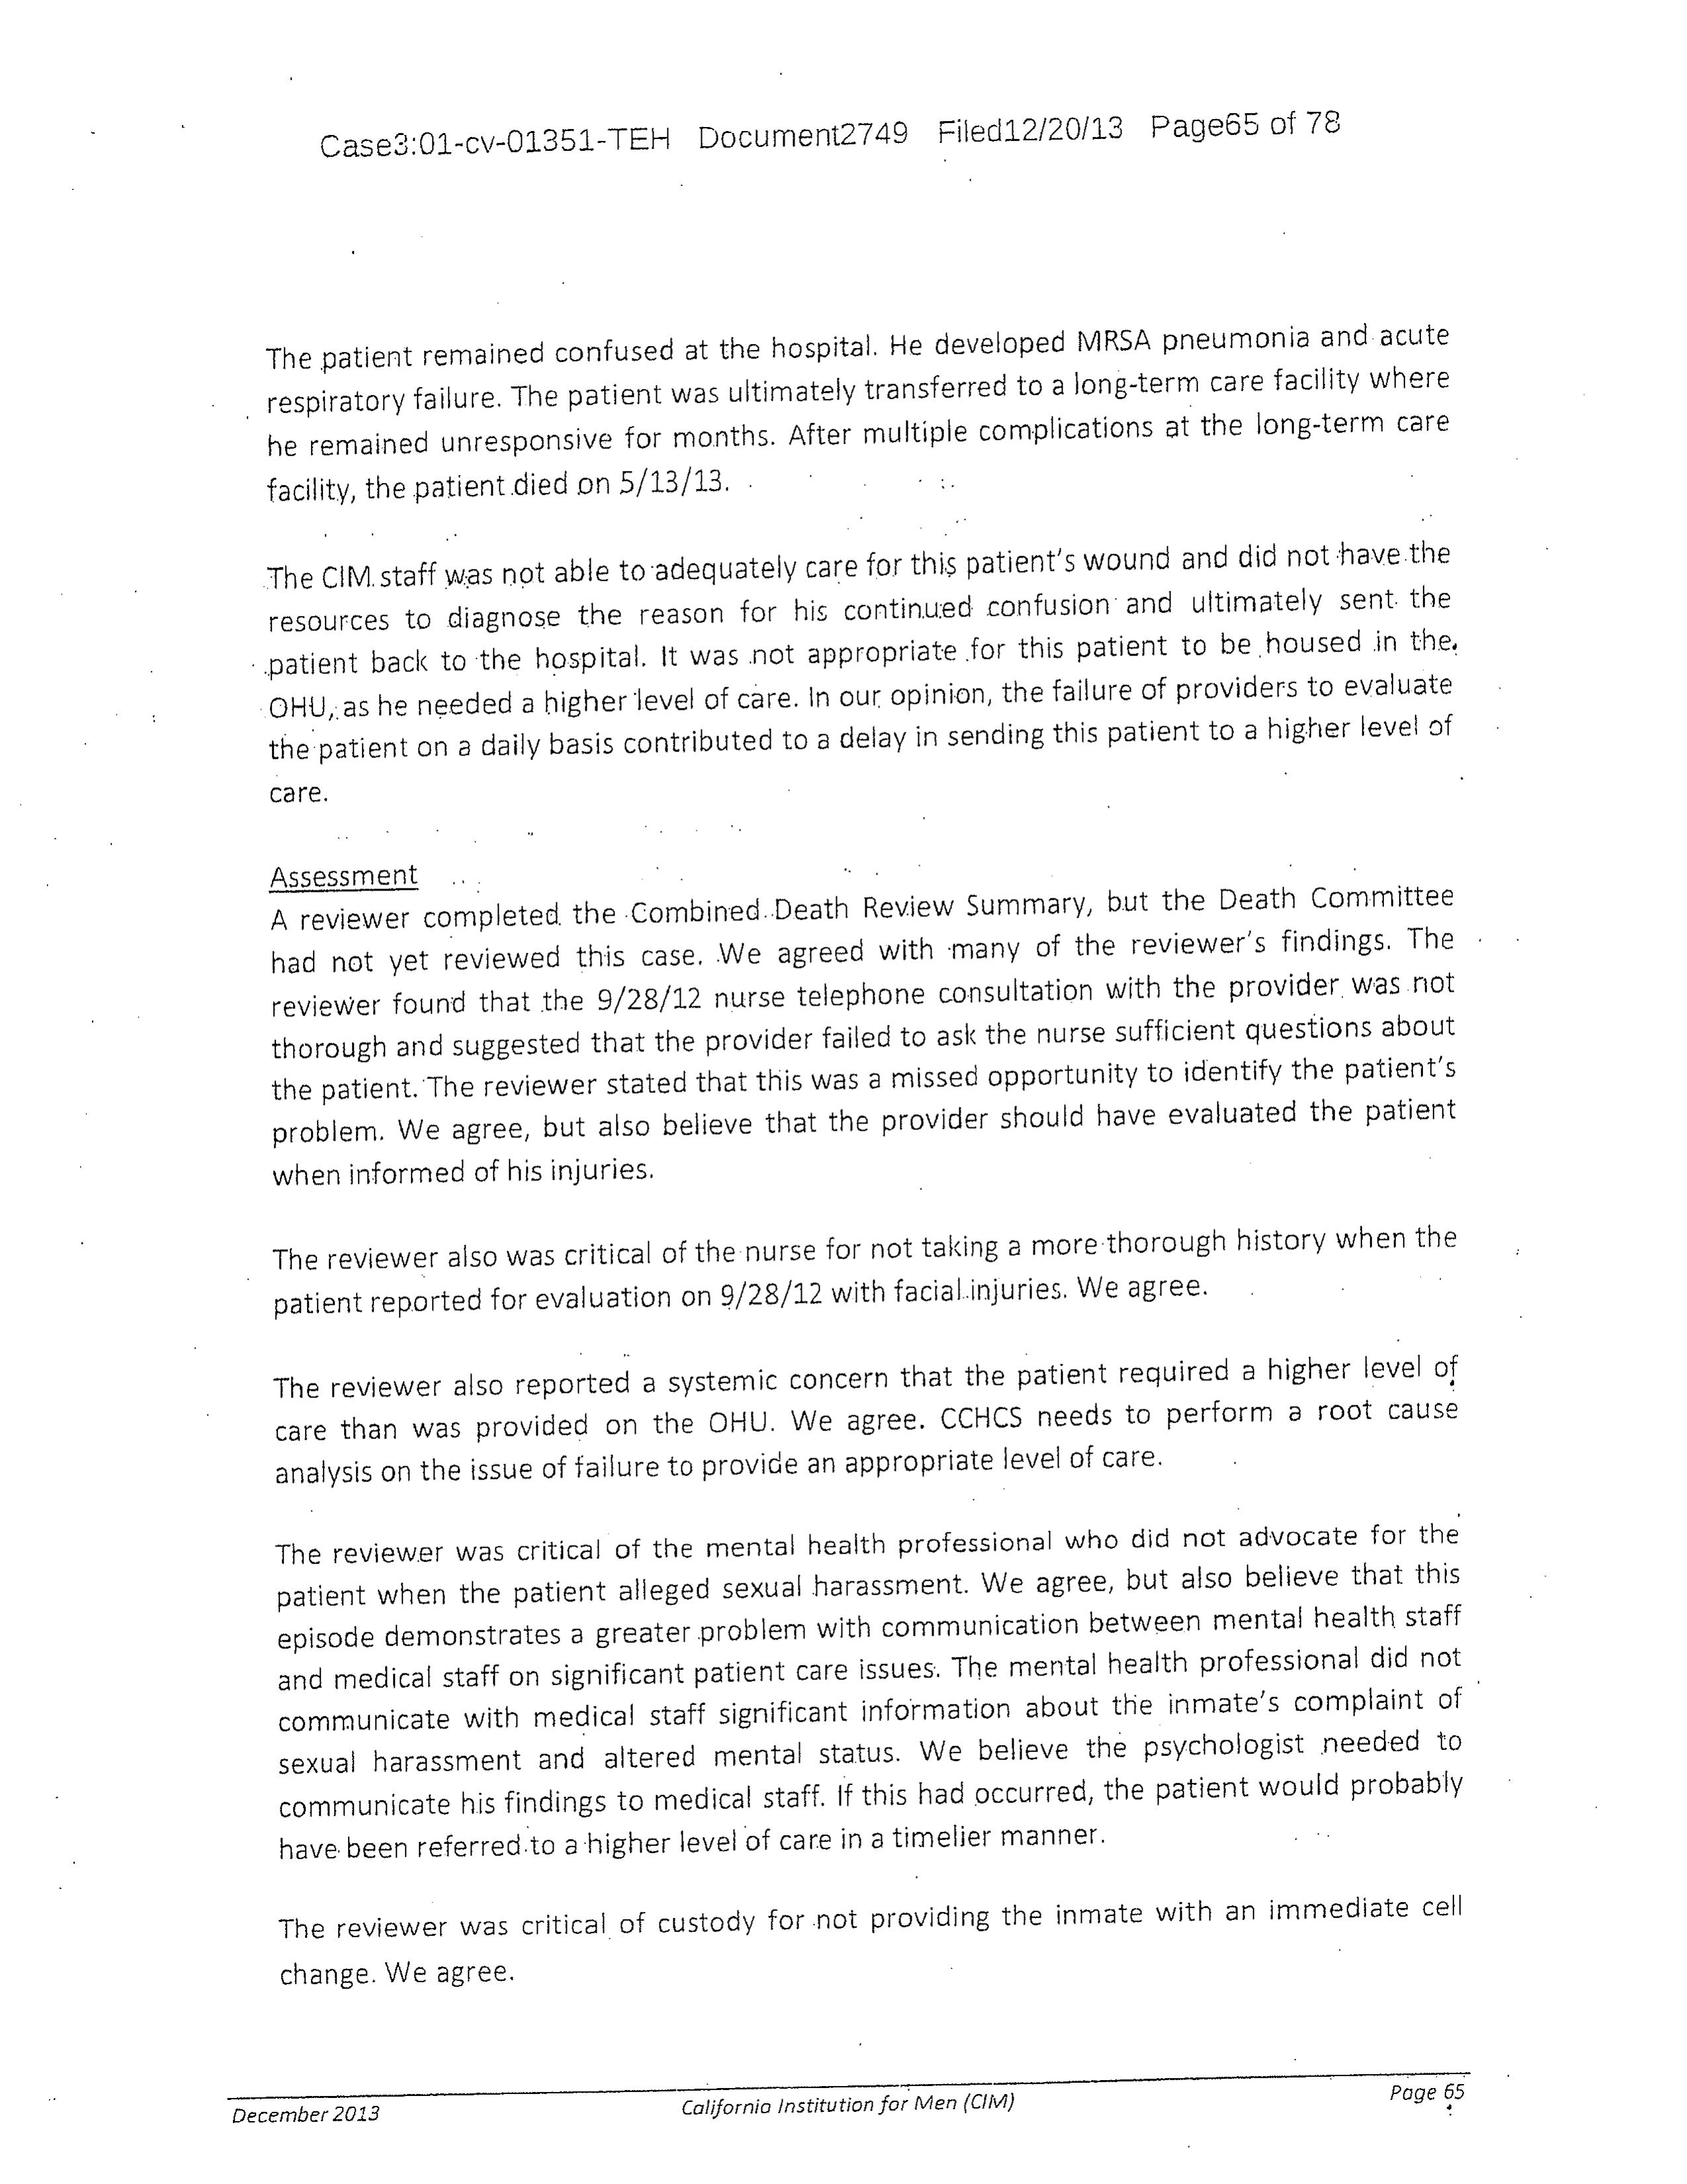 Case3:01-cv-01351-TEH Document2749 Filed12/20/13 Page65 of 78
The patient remained confused at the hospital. He developed MRSA pneumonia and acute
respiratory failure. The patient was ultimately transferred to a long-term care facility where
he remained unresponsive for months. After multiple complications at the long-term care
facility, the patient died on 5/13/13.
The CIM staff was not able to adequately care for this patient's wound and did not have the
resources to diagnose the reason for his continued confusion and ultimately sent the
patient back to the hospital. It was not appropriate for this patient to be housed in the
OHU, as he needed a higher level of care. In our opinion, the failure of providers to evaluate
the patient on a daily basis contributed to a delay in sending this patient to a higher level of
care.
Assessment
A reviewer completed the Combined Death Review Summary, but the Death Committee
had not yet reviewed this case. We agreed with many of the reviewer's findings. The
reviewer found that the 9/28/12 nurse telephone consultation with the provider was not
thorough and suggested that the provider failed to ask the nurse sufficient questions about
the patient. The reviewer stated that this was a missed opportunity to identify the patient's
problem. We agree, but also believe that the provider should have evaluated the patient
when informed of his injuries.
The reviewer also was critical of the nurse for not taking a more thorough history when the
patient reported for evaluation on 9/28/12 with facial injuries. We agree.
The reviewer also reported a systemic concern that the patient required a higher level of
care than was provided on the OHU. We agree. CCHCS needs to perform a root cause
analysis on the issue of failure to provide an appropriate level of care.
The reviewer was critical of the mental health professional who did not advocate for the
patient when the patient alleged sexual harassment. We agree, but also believe that this
episode demonstrates a greater problem with communication between mental health staff
and medical staff on significant patient care issues. The mental health professional did not
communicate with medical staff significant information about the inmate's complaint of
sexual harassment and altered mental status. We believe the psychologist needed to
communicate his findings to medical staff. If this had occurred, the patient would probably
have been referred to a higher level of care in a timelier manner.
The reviewer was critical of custody for not providing the inmate with an immediate cell
change. We agree.
December 2013 California Institution for Men (CIM) Page 65